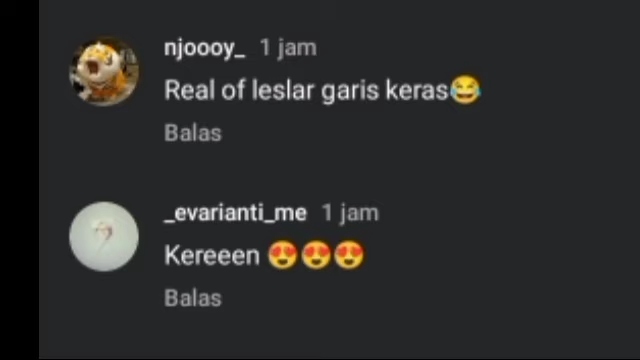 njoooy_ 1 jam
Real of leslar garis keras😂
Balas
_evarianti_me 1 jam
Kereeen 😍😍😍
Balas